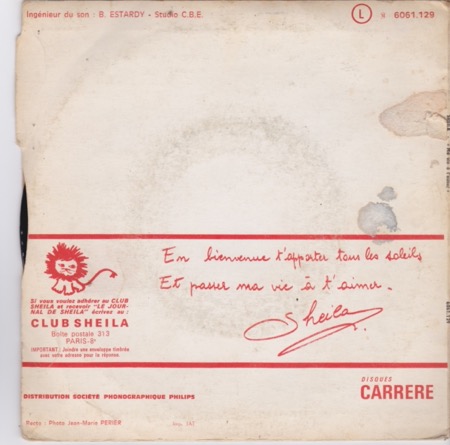 Ingénieur du son : B. ESTARDY - Studio C.B.E.
L 6061.129
En bienvenue t'apporter tous les soleils
Et passer ma vie à t'aimer.
Sheila
Si vous voulez adhérer au CLUB
SHEILA et recevoir "LE JOUR-
NAL DE SHEILA" écrivez au :
CLUB SHEILA
Boîte postale 313
PARIS-8e
IMPORTANT : Joindre une enveloppe timbrée
avec votre adresse pour la réponse.
DISQUES
CARRERE
DISTRIBUTION SOCIÉTÉ PHONOGRAPHIQUE PHILIPS
Recto : Photo Jean-Marie PERIER